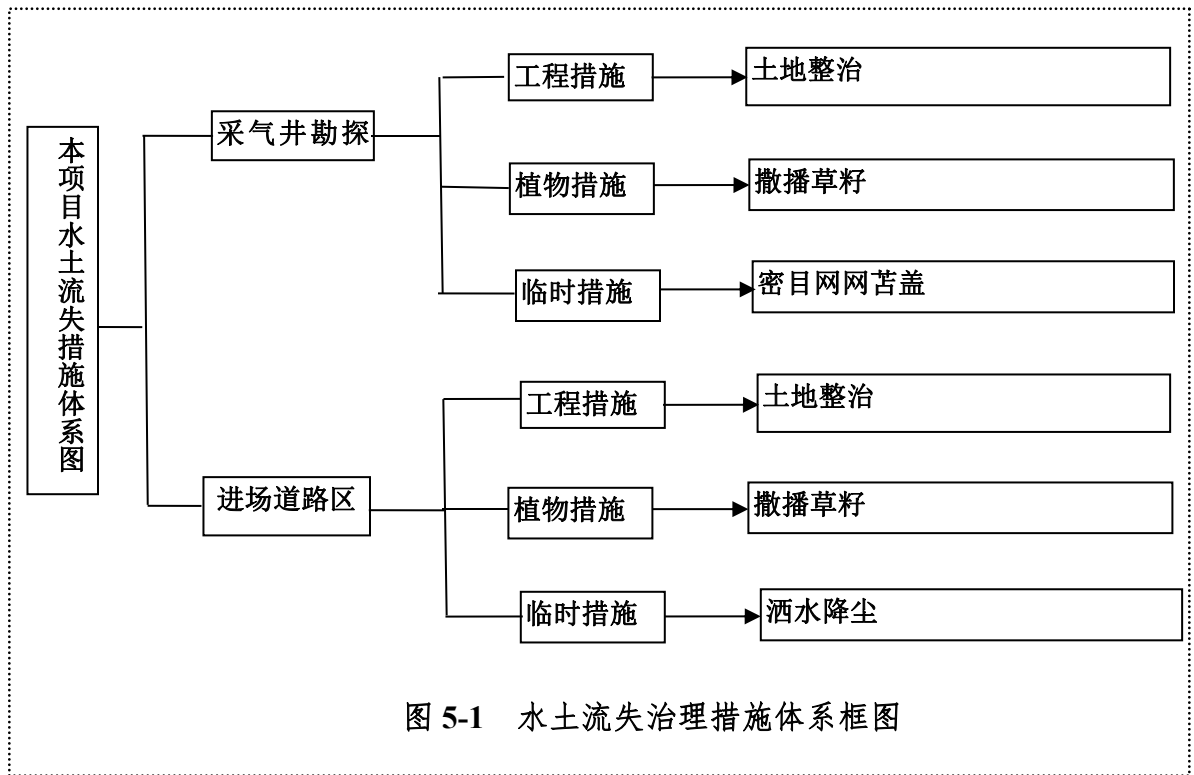 本项目水土流失措施体系图
采气井勘探
工程措施
土地整治
植物措施
撒播草籽
临时措施
密目网网苫盖
进场道路区
工程措施
土地整治
植物措施
撒播草籽
临时措施
洒水降尘
图 5-1 水土流失治理措施体系框图